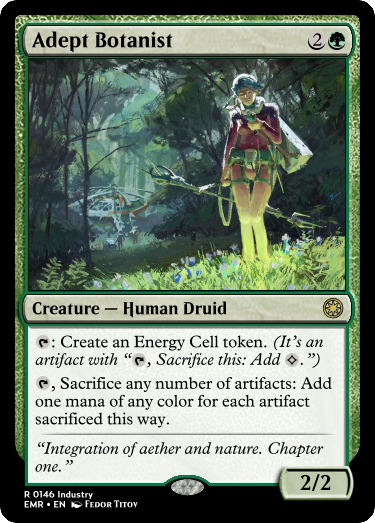 Adept Botanist 2
Creature — Human Druid
: Create an Energy Cell token. (It's an
artifact with “, Sacrifice this: Add .”)
, Sacrifice any number of artifacts: Add
one mana of any color for each artifact
sacrificed this way.
“Integration of aether and nature. Chapter
one.”
2/2
R 0146 Industry
EMR • EN Fedor Titov